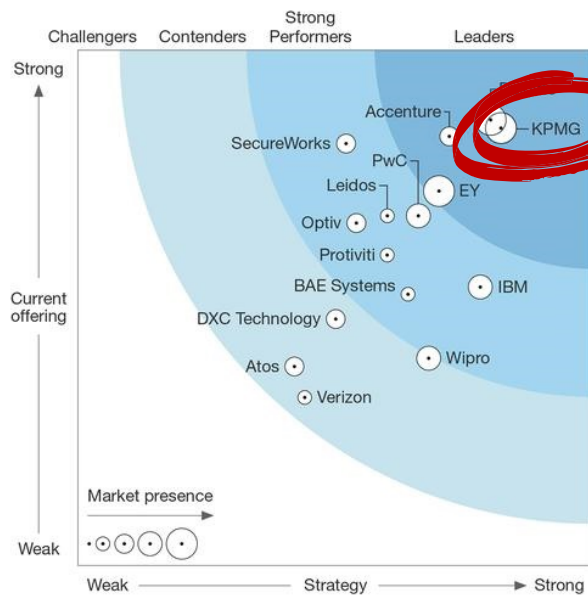 Challengers Contenders Strong Performers Leaders
Strong
Accenture
KPMG
SecureWorks
PwC
Leidos
EY
Optiv
Protiviti
BAE Systems
IBM
Current offering
DXC Technology
Wipro
Atos
Verizon
Market presence
Weak
Weak Strategy Strong